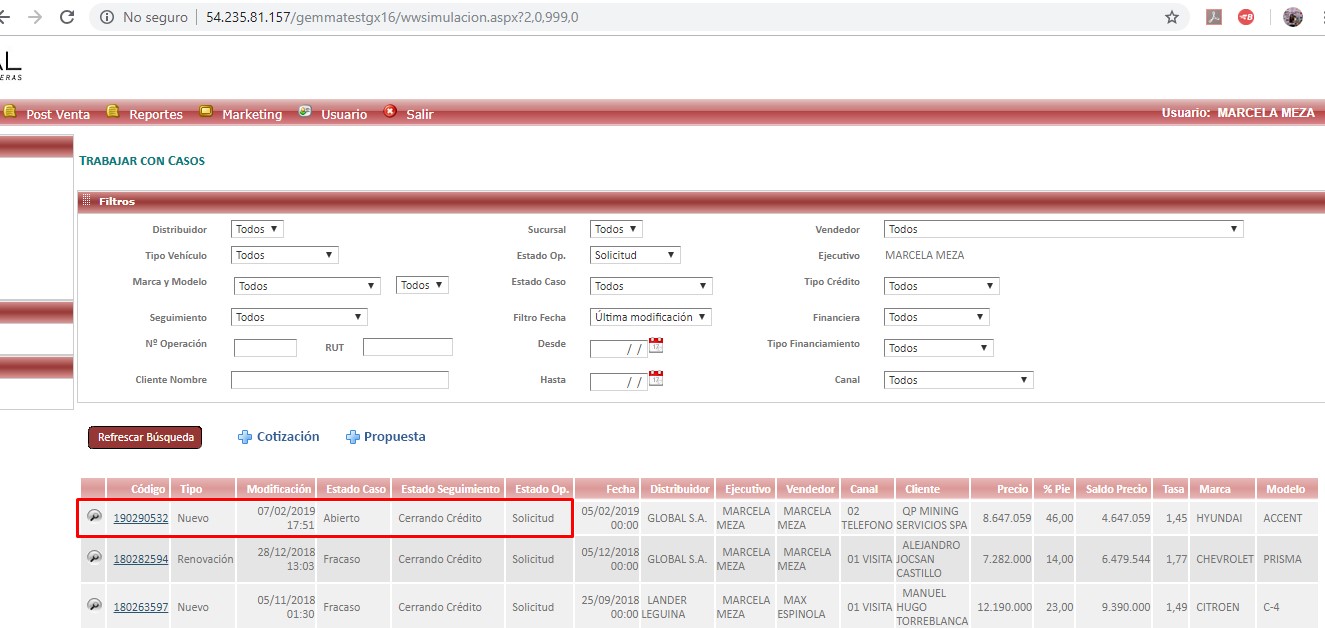 No seguro 54.235.81.157/gemmatestgx16/wwsimulacion.aspx?2,0,999,0
AL
ERAS
Post Venta Reportes Marketing Usuario Salir Usuario: MARCELA MEZA
TRABAJAR CON CASOS
Filtros
Distribuidor Todos Sucursal Todos Vendedor Todos
Tipo Vehículo Todos Estado Op. Solicitud Ejecutivo MARCELA MEZA
Marca y Modelo Todos Todos Estado Caso Todos Tipo Crédito Todos
Seguimiento Todos Filtro Fecha Última modificación Financiera Todos
Nº Operación RUT Desde / / Tipo Financiamiento Todos
Cliente Nombre Hasta / / Canal Todos
Refrescar Búsqueda Cotización Propuesta
Código Tipo Modificación Estado Caso Estado Seguimiento Estado Op. Fecha Distribuidor Ejecutivo Vendedor Canal Cliente Precio % Pie Saldo Precio Tasa Marca Modelo
190290532 Nuevo 07/02/2019 17:51 Abierto Cerrando Crédito Solicitud 05/02/2019 00:00 GLOBAL S.A. MARCELA MEZA MARCELA MEZA 02 TELEFONO QP MINING SERVICIOS SPA 8.647.059 46,00 4.647.059 1,45 HYUNDAI ACCENT
180282594 Renovación 28/12/2018 13:03 Fracaso Cerrando Crédito Solicitud 05/12/2018 00:00 GLOBAL S.A. MARCELA MEZA MARCELA MEZA 01 VISITA ALEJANDRO JOCSAN CASTILLO 7.282.000 14,00 6.479.544 1,77 CHEVROLET PRISMA
180263597 Nuevo 05/11/2018 01:30 Fracaso Cerrando Crédito Solicitud 25/09/2018 00:00 LANDER LEGUINA MARCELA MEZA MAX ESPINOLA 01 VISITA MANUEL HUGO TORREBLANCA 12.190.000 23,00 9.390.000 1,49 CITROEN C-4